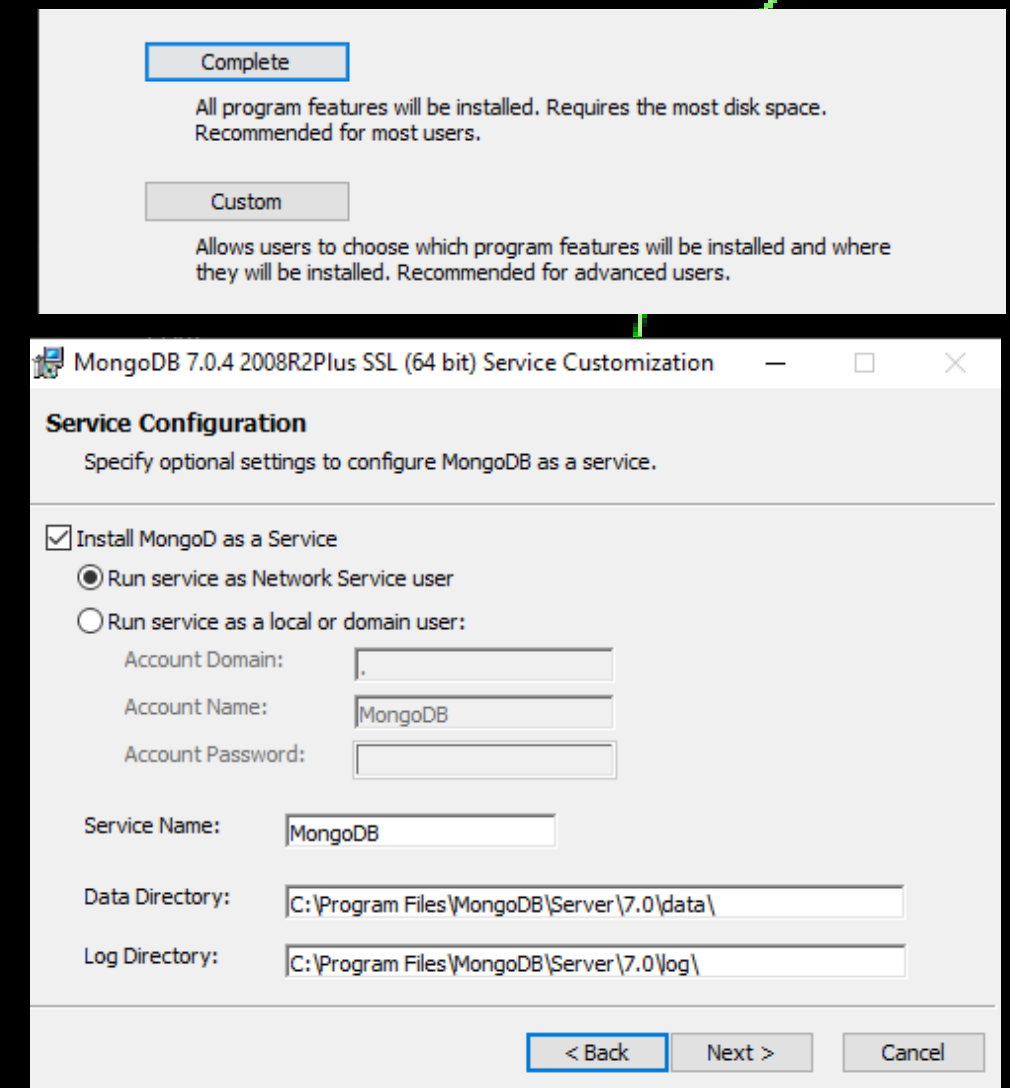 Complete
All program features will be installed. Requires the most disk space.
Recommended for most users.
Custom
Allows users to choose which program features will be installed and where
they will be installed. Recommended for advanced users.
MongoDB 7.0.4 2008R2Plus SSL (64 bit) Service Customization
Service Configuration
Specify optional settings to configure MongoDB as a service.
Install MongoD as a Service
Run service as Network Service user
Run service as a local or domain user:
Account Domain: .
Account Name: MongoDB
Account Password:
Service Name: MongoDB
Data Directory: C:\Program Files\MongoDB\Server\7.0\data\
Log Directory: C:\Program Files\MongoDB\Server\7.0\log\
< Back Next > Cancel